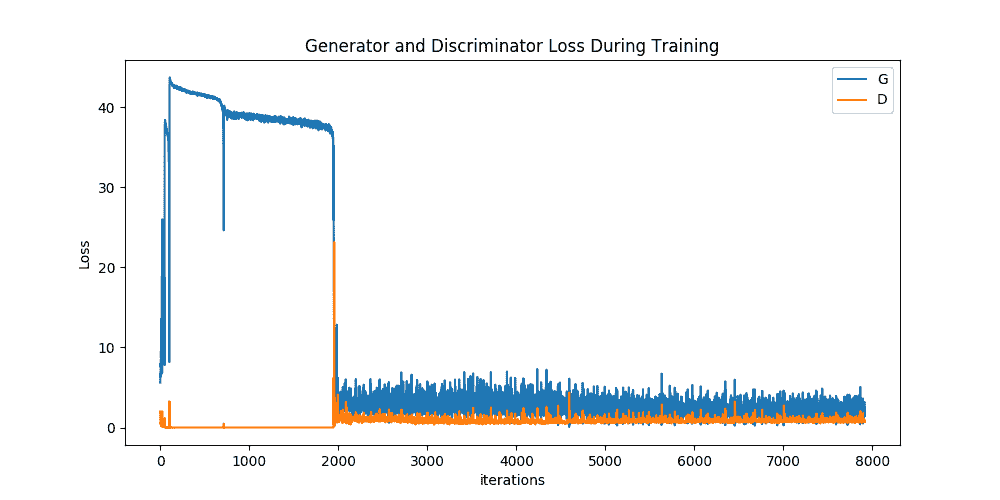 Generator and Discriminator Loss During Training
G
D
40
30
20
10
0
Loss
0 1000 2000 3000 4000 5000 6000 7000 8000
iterations